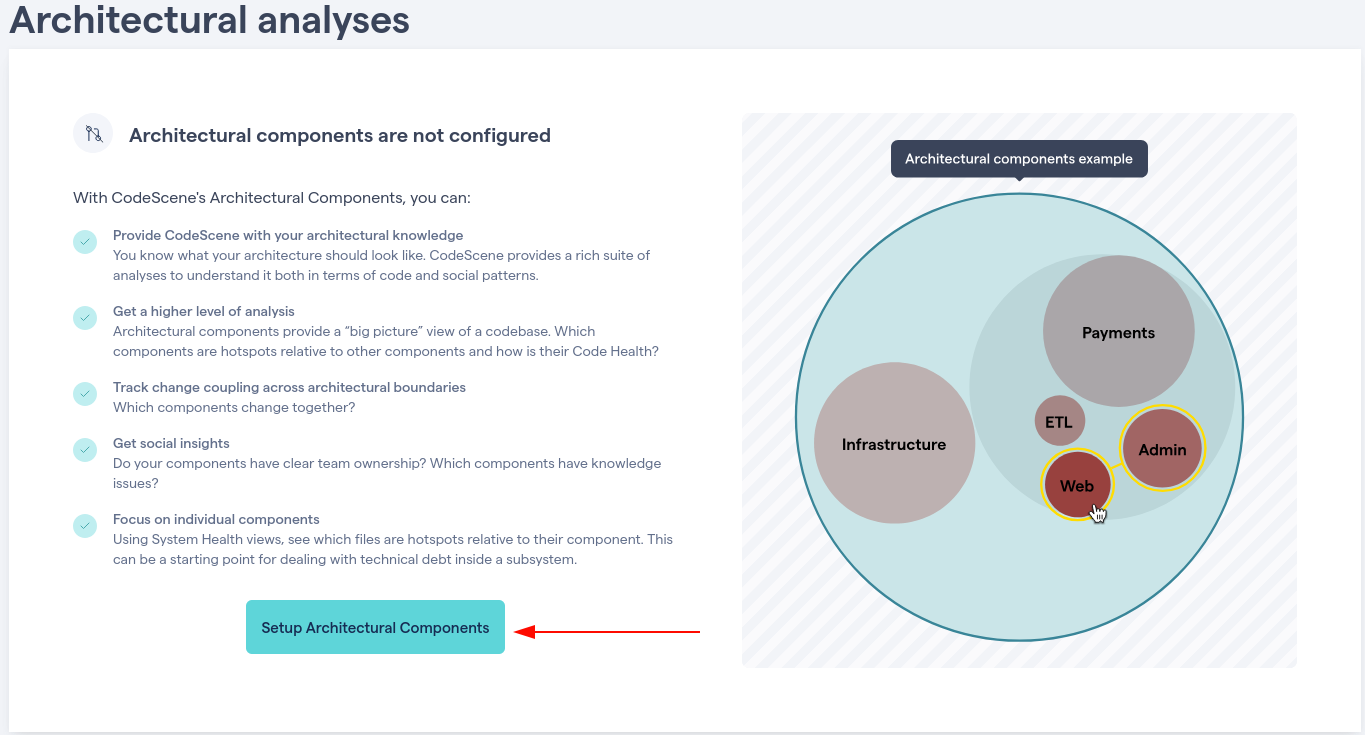 Architectural analyses
Architectural components are not configured
With CodeScene's Architectural Components, you can:
Provide CodeScene with your architectural knowledge
You know what your architecture should look like. CodeScene provides a rich suite of
analyses to understand it both in terms of code and social patterns.
Get a higher level of analysis
Architectural components provide a “big picture” view of a codebase. Which
components are hotspots relative to other components and how is their Code Health?
Track change coupling across architectural boundaries
Which components change together?
Get social insights
Do your components have clear team ownership? Which components have knowledge
issues?
Focus on individual components
Using System Health views, see which files are hotspots relative to their component. This
can be a starting point for dealing with technical debt inside a subsystem.
Setup Architectural Components
Architectural components example
Payments
ETL
Infrastructure
Admin
Web